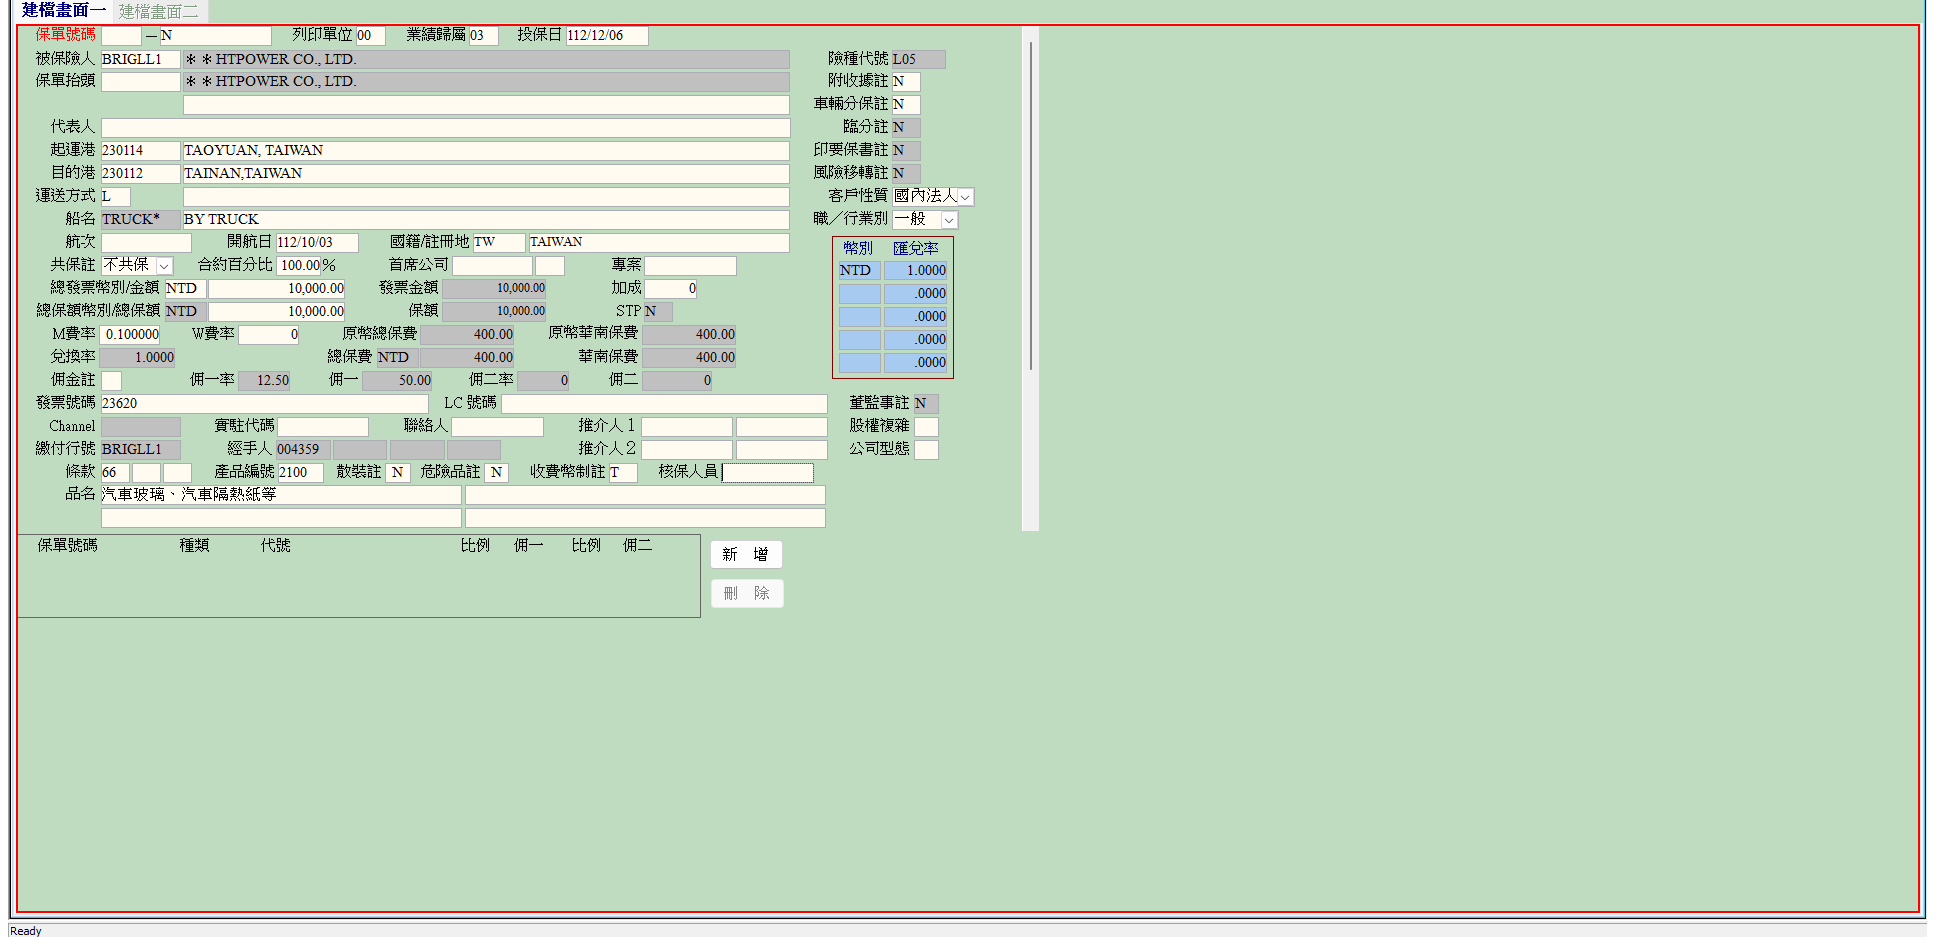 建檔畫面一 建檔畫面二
保單號碼 – N 列印單位 00 業績歸屬 03 投保日 112/12/06
被保險人 BRIGLL1 ＊＊HTPOWER CO., LTD. 險種代號 L05
保單抬頭 ＊＊HTPOWER CO., LTD. 附收據註 N
車輛分保註 N
代表人 臨分註 N
起運港 230114 TAOYUAN, TAIWAN 印要保書註 N
目的港 230112 TAINAN,TAIWAN 風險移轉註 N
運送方式 L 客戶性質 國內法人
船名 TRUCK* BY TRUCK 職／行業別 一般
航次 開航日 112/10/03 國籍/註冊地 TW TAIWAN 幣別 匯兌率
共保註 不共保 合約百分比 100.00% 首席公司 專案 NTD 1.0000
總發票幣別/金額 NTD 10,000.00 發票金額 10,000.00 加成 0 .0000
總保額幣別/總保額 NTD 10,000.00 保額 10,000.00 STP N .0000
M費率 0.100000 W費率 0 原幣總保費 400.00 原幣華南保費 400.00 .0000
兌換率 1.0000 總保費 NTD 400.00 華南保費 400.00 .0000
佣金註 佣一率 12.50 佣一 50.00 佣二率 0 佣二 0
發票號碼 23620 LC 號碼 董監事註 N
Channel 實駐代碼 聯絡人 推介人１ 股權複雜
繳付行號 BRIGLL1 經手人 004359 推介人２ 公司型態
條款 66 產品編號 2100 散裝註 N 危險品註 N 收費幣制註 T 核保人員
品名 汽車玻璃、汽車隔熱紙等
保單號碼 種類 代號 比例 佣一 比例 佣二
新 增
刪 除
Ready